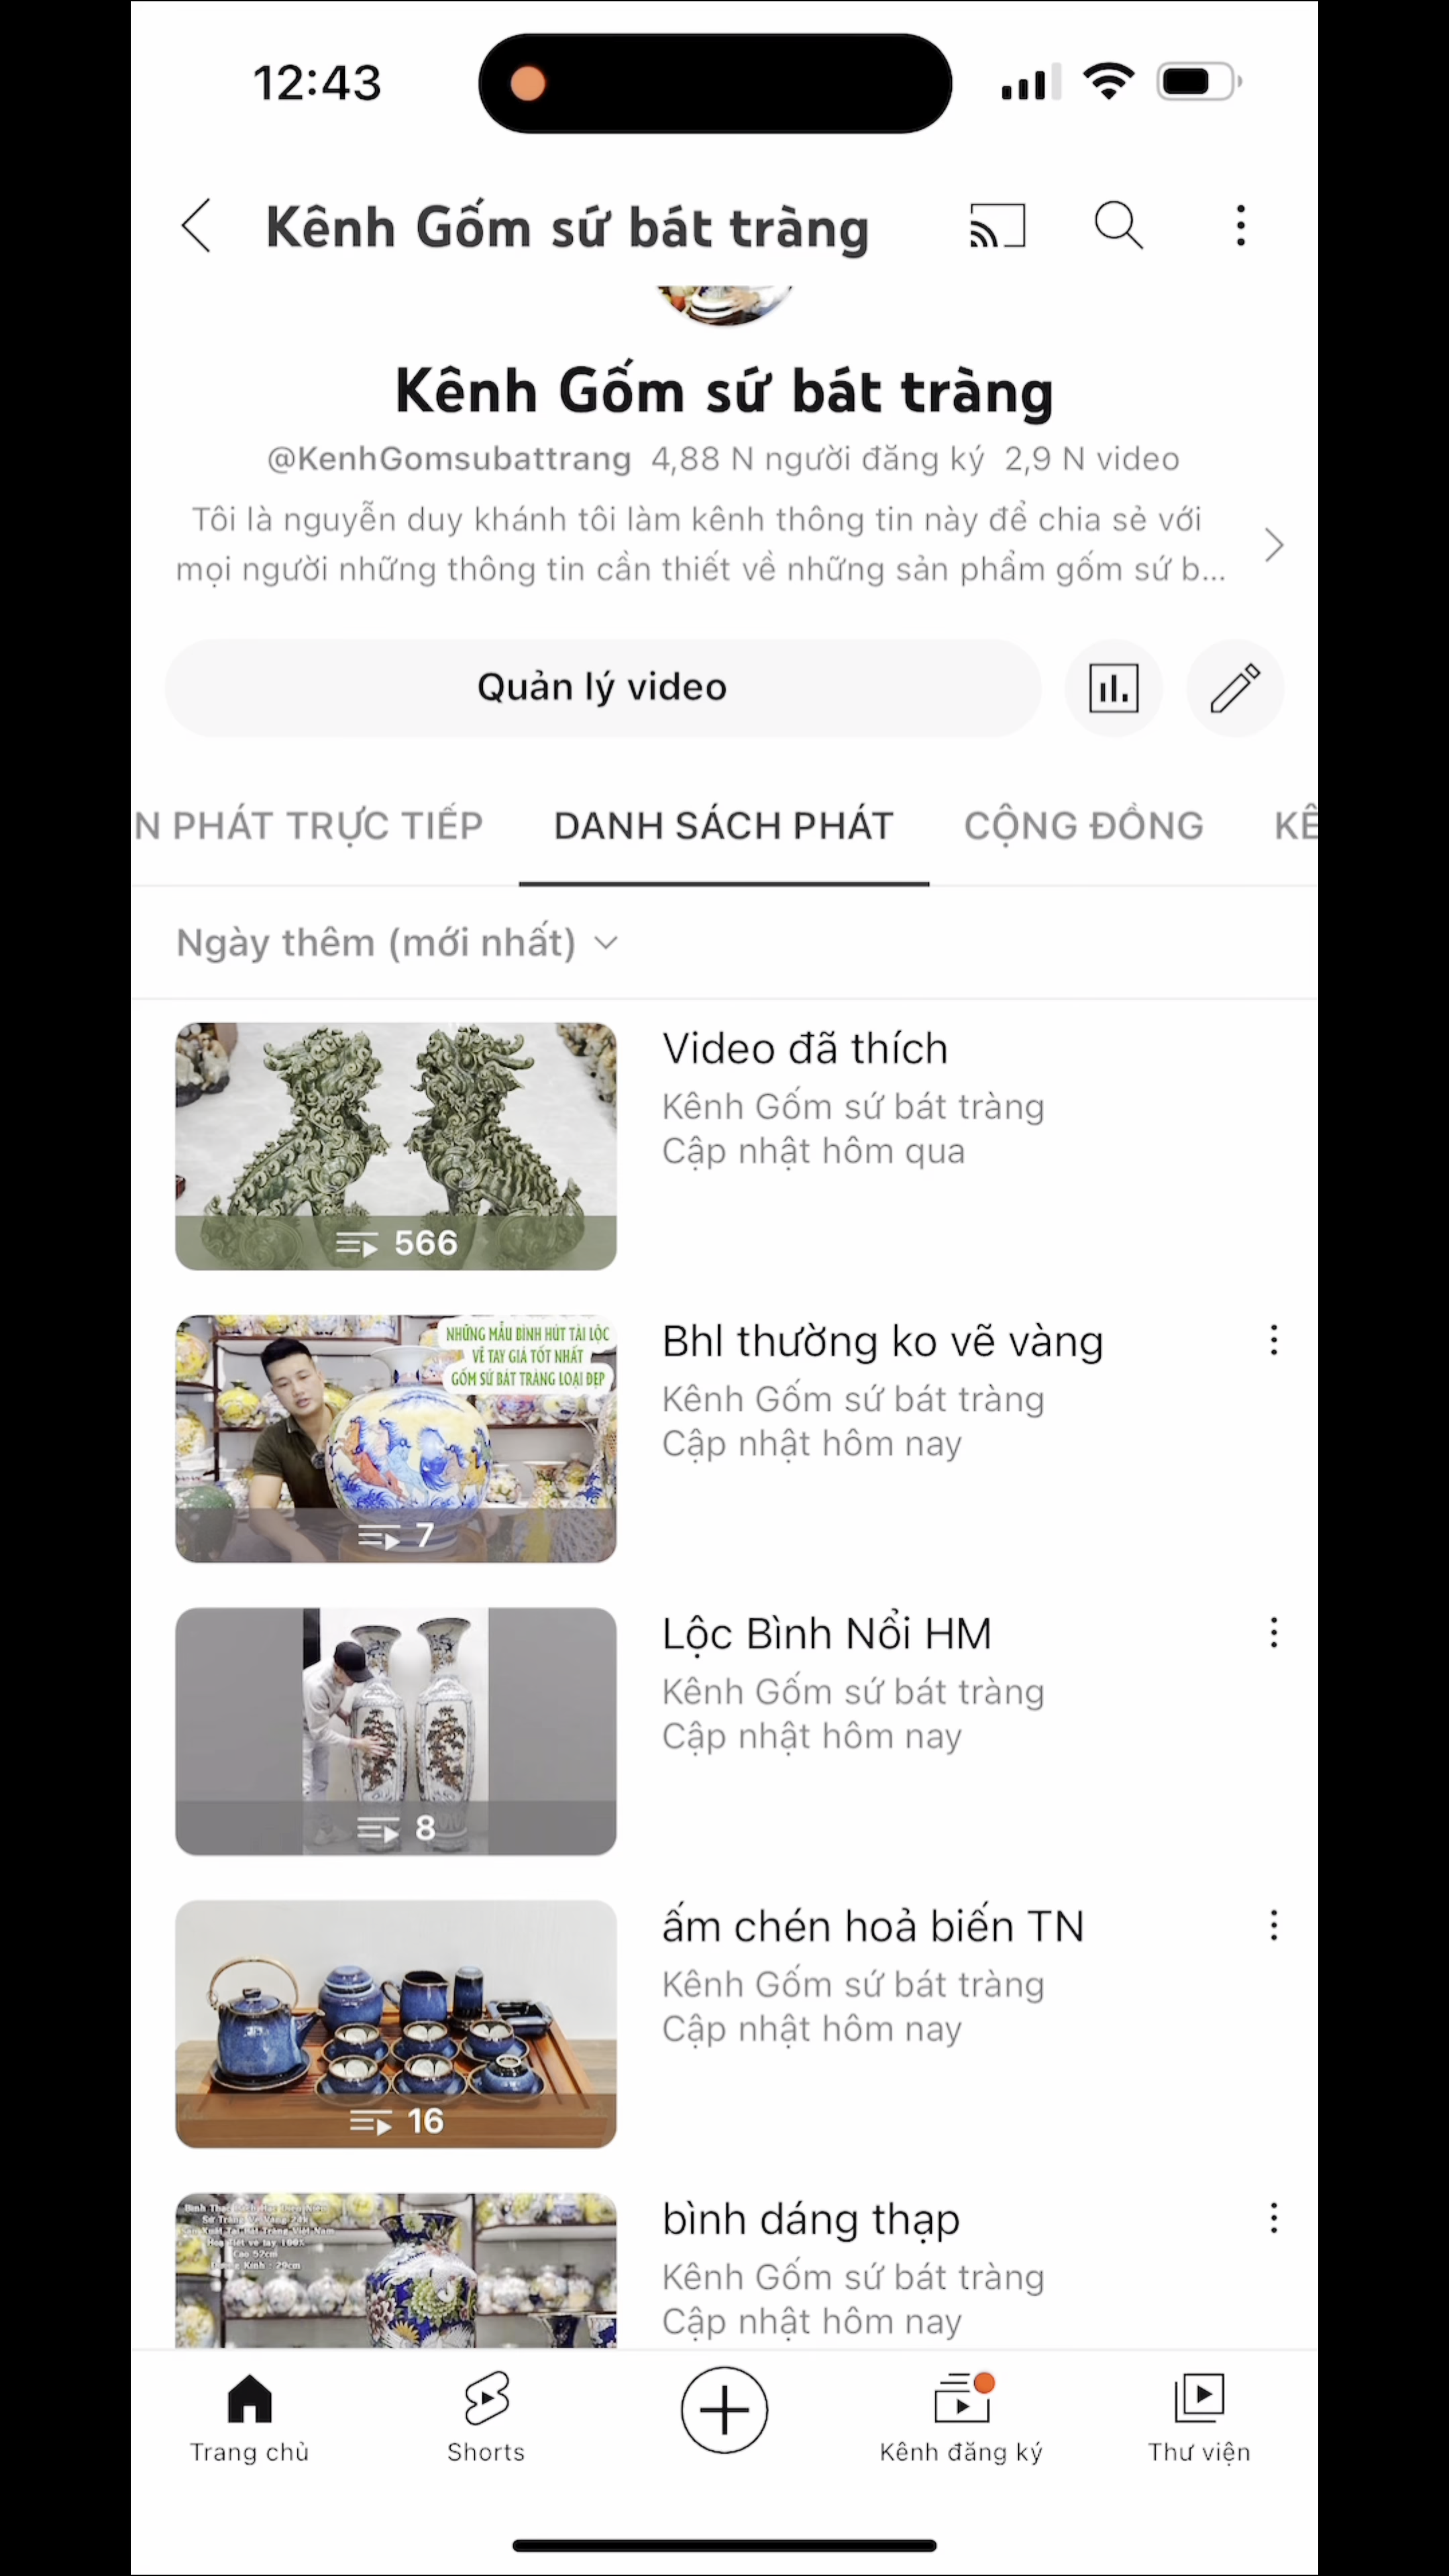 12:43
Kênh Gốm sứ bát tràng
Kênh Gốm sứ bát tràng
@KenhGomsubattrang 4,88 N người đăng ký 2,9 N video
Tôi là nguyễn duy khánh tôi làm kênh thông tin này để chia sẻ với
mọi người những thông tin cần thiết về những sản phẩm gốm sứ b...
Quản lý video
N PHÁT TRỰC TIẾP DANH SÁCH PHÁT CỘNG ĐỒNG KÊ
Ngày thêm (mới nhất)
566
Video đã thích
Kênh Gốm sứ bát tràng
Cập nhật hôm qua
NHỮNG MẪU BÌNH HÚT TÀI LỘC
VẼ TAY GIÁ TỐT NHẤT
GỐM SỨ BÁT TRÀNG LOẠI ĐẸP
7
Bhl thường ko vẽ vàng
Kênh Gốm sứ bát tràng
Cập nhật hôm nay
8
Lộc Bình Nổi HM
Kênh Gốm sứ bát tràng
Cập nhật hôm nay
16
ấm chén hoả biến TN
Kênh Gốm sứ bát tràng
Cập nhật hôm nay
Cao 52cm
bình dáng thạp
Kênh Gốm sứ bát tràng
Cập nhật hôm nay
Trang chủ Shorts Kênh đăng ký Thư viện